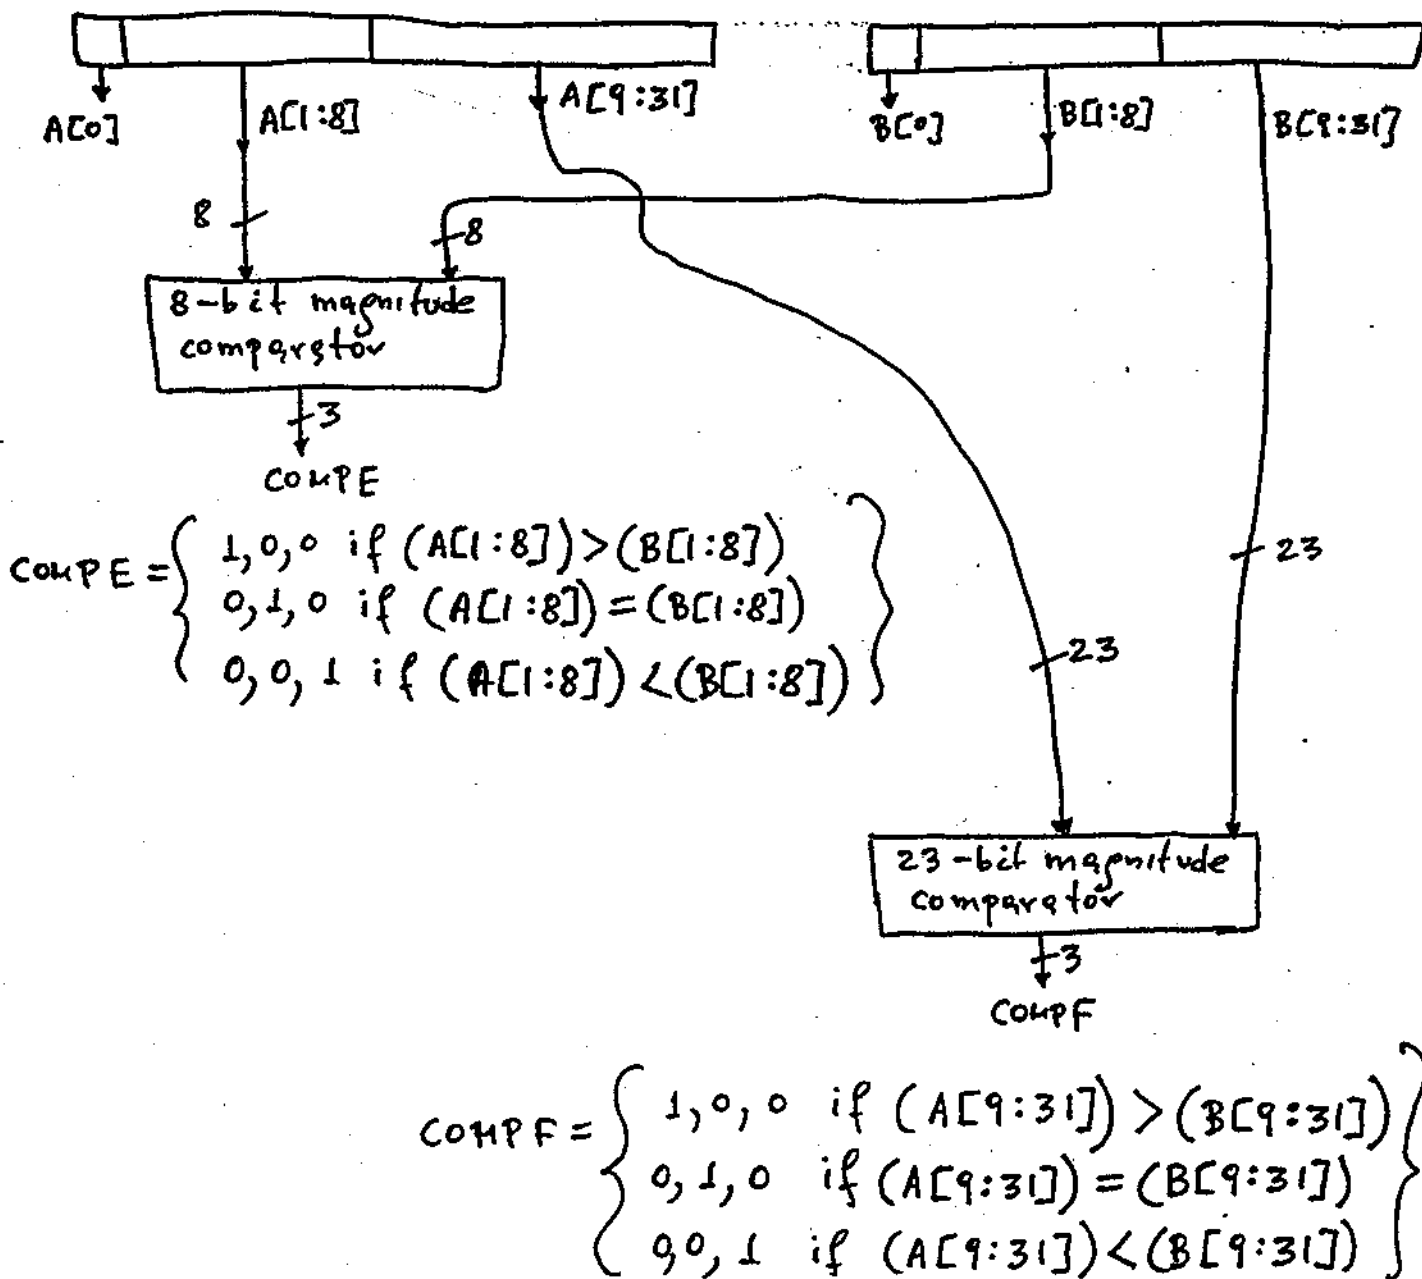 A[0]
A[1:8]
A[9:31]
B[0]
B[1:8]
B[9:31]
8
8
8-bit magnitude
comparator
3
COMPE
COMPE = { 1,0,0 if (A[1:8]) > (B[1:8])
0,1,0 if (A[1:8]) = (B[1:8])
0,0,1 if (A[1:8]) < (B[1:8]) }
23
23
23-bit magnitude
comparator
3
COMPF
COMPF = { 1,0,0 if (A[9:31]) > (B[9:31])
0,1,0 if (A[9:31]) = (B[9:31])
0,0,1 if (A[9:31]) < (B[9:31]) }